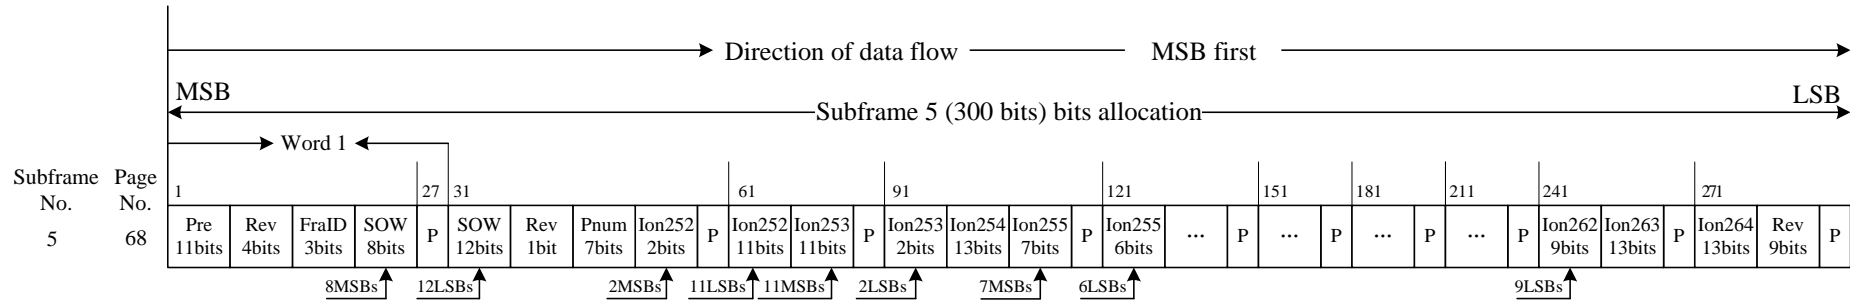 Direction of data flow MSB first
MSB LSB
Subframe 5 (300 bits) bits allocation
Word 1
Subframe Page
No. No.
1 27 31 61 91 121 151 181 211 241 271
5 68
Pre Rev FraID SOW P SOW Rev Pnum Ion252 P Ion252 Ion253 P Ion253 Ion254 Ion255 P Ion255 ... P ... P ... P ... P Ion262 Ion263 P Ion264 Rev P
11bits 4bits 3bits 8bits 12bits 1bit 7bits 2bits 11bits 11bits 2bits 13bits 7bits 6bits 9bits 13bits 13bits 9bits
8MSBs 12LSBs 2MSBs 11LSBs 11MSBs 2LSBs 7MSBs 6LSBs 9LSBs